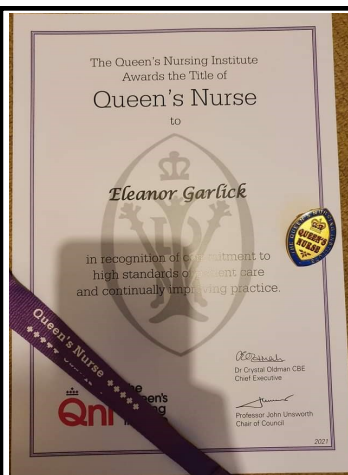 The Queen's Nursing Institute
Awards the Title of
Queen's Nurse
to
Eleanor Garlick
in recognition of commitment to
high standards of patient care
and continually improving practice.
QUEEN'S
NURSE
Queen's Nurse
Dr Crystal Oldman CBE
Chief Executive
Professor John Unsworth
Chair of Council
QNI
2021